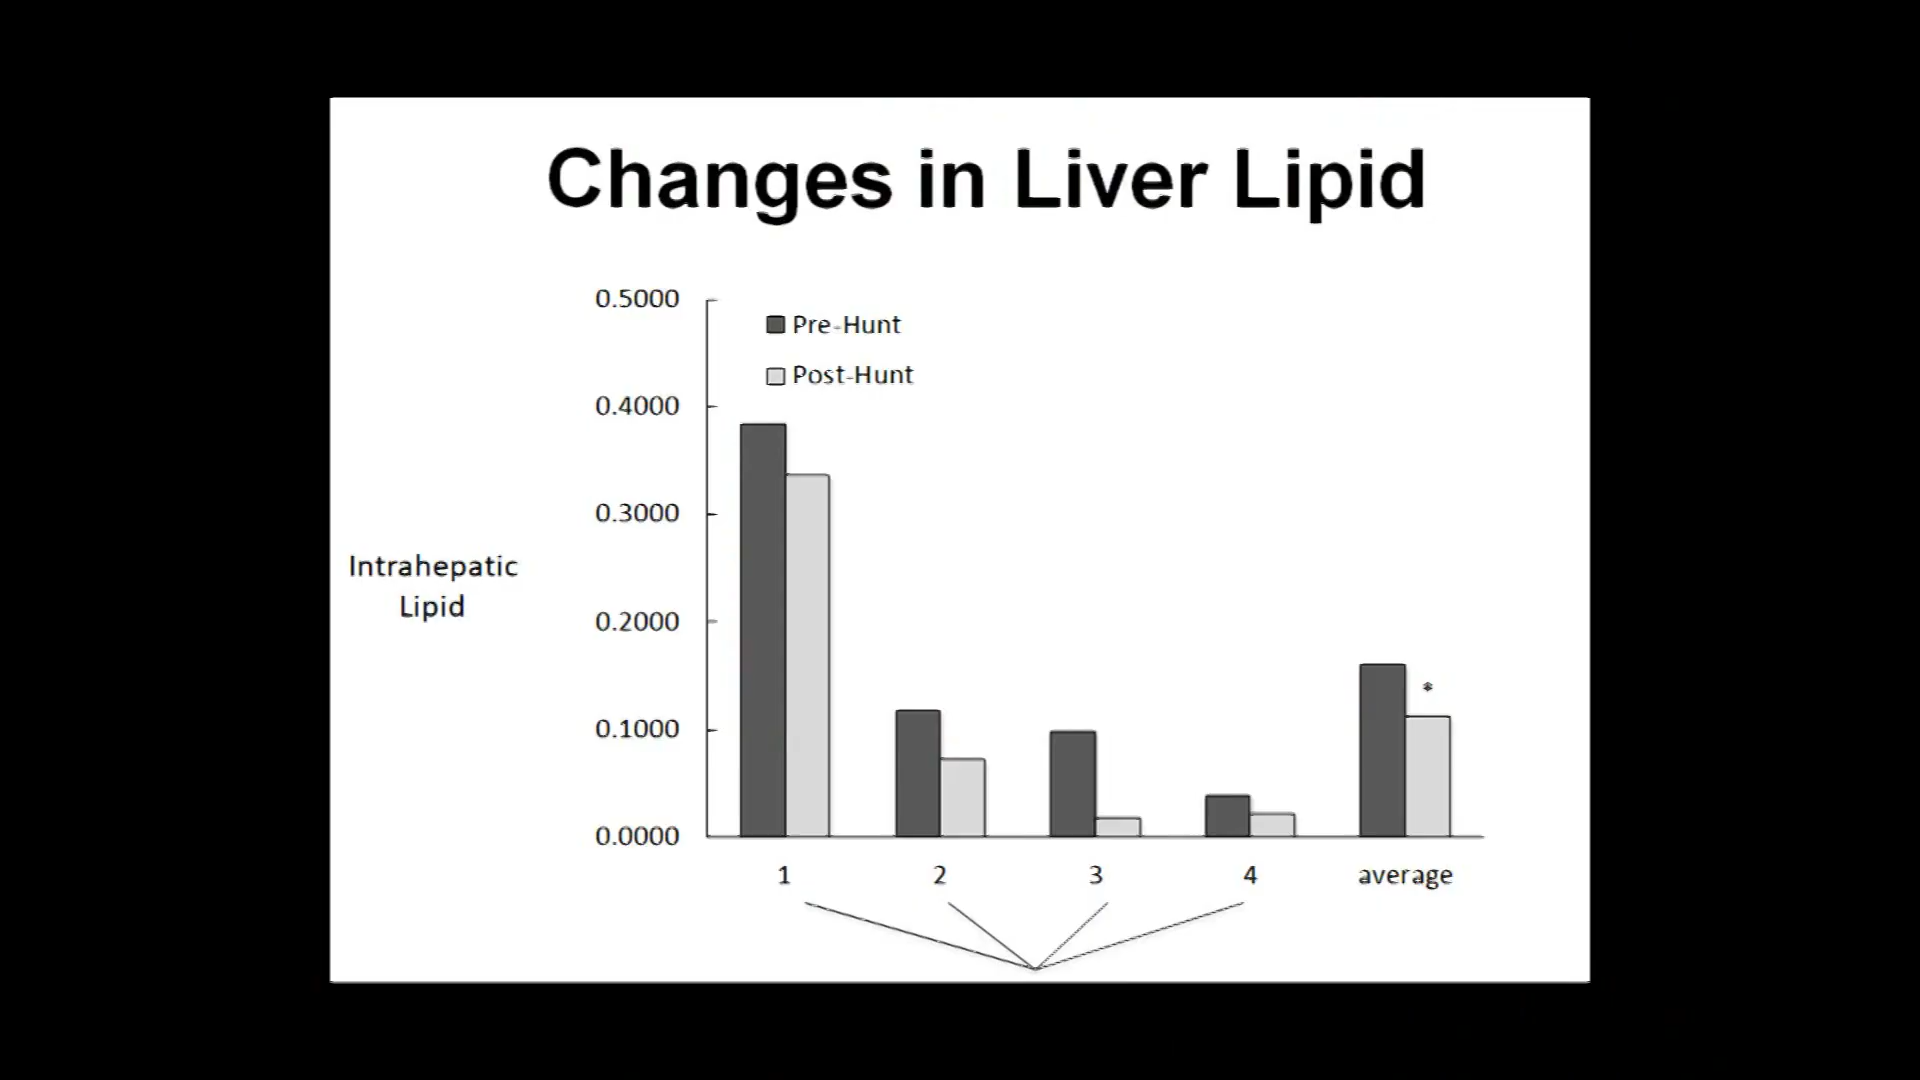 Changes in Liver Lipid
0.5000
Pre-Hunt
Post-Hunt
0.4000
0.3000
Intrahepatic
Lipid
0.2000
0.1000
*
0.0000
1 2 3 4 average